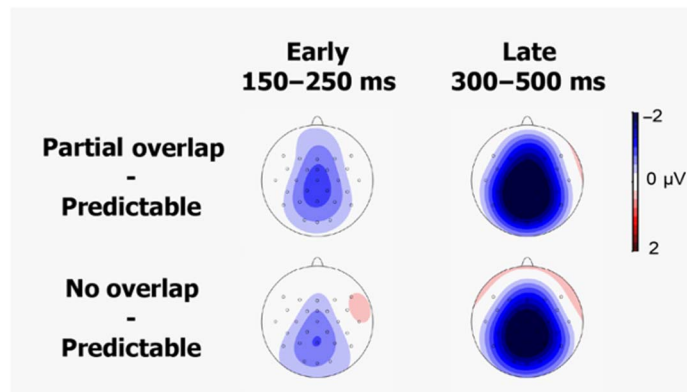 Early
150–250 ms
Late
300–500 ms
Partial overlap
-
Predictable
–2
0 µV
2
No overlap
-
Predictable